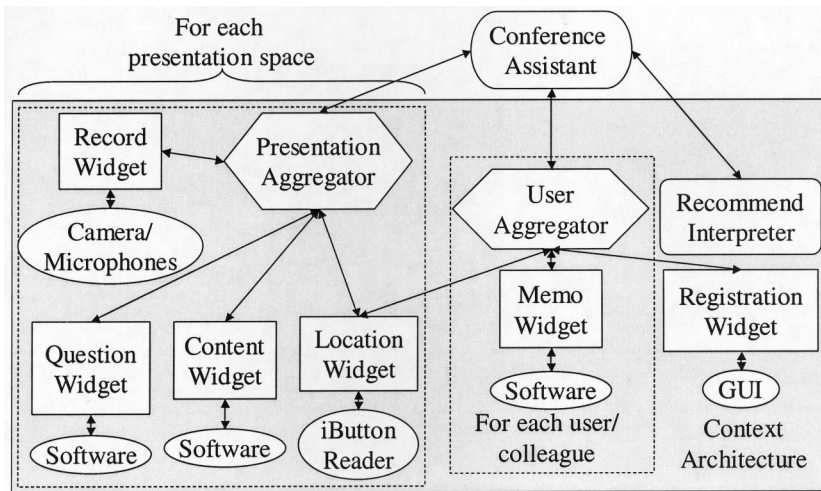 For each
presentation space
Conference
Assistant
Record
Widget
Presentation
Aggregator
User
Aggregator
Recommend
Interpreter
Camera/
Microphones
Question
Widget
Content
Widget
Location
Widget
Memo
Widget
Registration
Widget
Software
Software
iButton
Reader
Software
GUI
For each user/
colleague
Context
Architecture